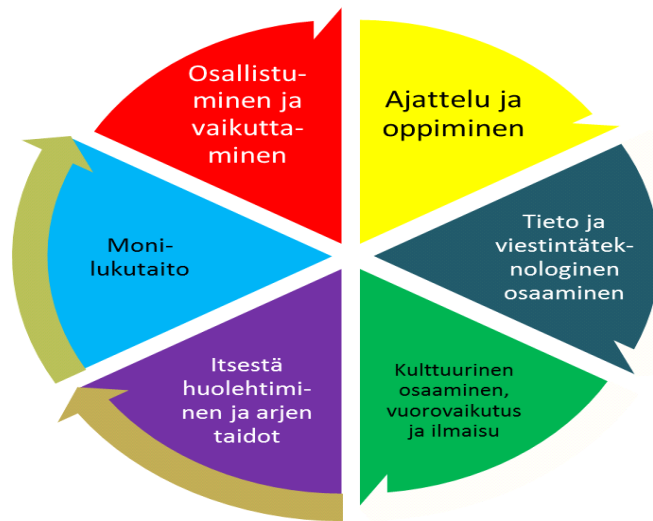 Osallistu-
minen ja
vaikutta-
minen
Ajattelu ja
oppiminen
Tieto ja
viestintätek-
nologinen
osaaminen
Kulttuurinen
osaaminen,
vuorovaikutus
ja ilmaisu
Itsestä
huolehtimi-
nen ja arjen
taidot
Moni-
lukutaito